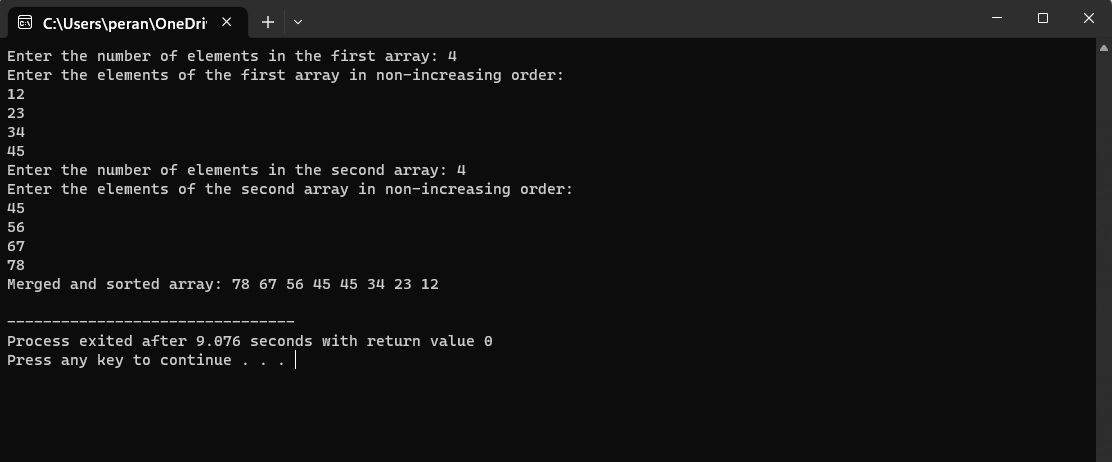 C:\Users\peran\OneDri
Enter the number of elements in the first array: 4
Enter the elements of the first array in non-increasing order:
12
23
34
45
Enter the number of elements in the second array: 4
Enter the elements of the second array in non-increasing order:
45
56
67
78
Merged and sorted array: 78 67 56 45 45 34 23 12
--------------------------------
Process exited after 9.076 seconds with return value 0
Press any key to continue . . .